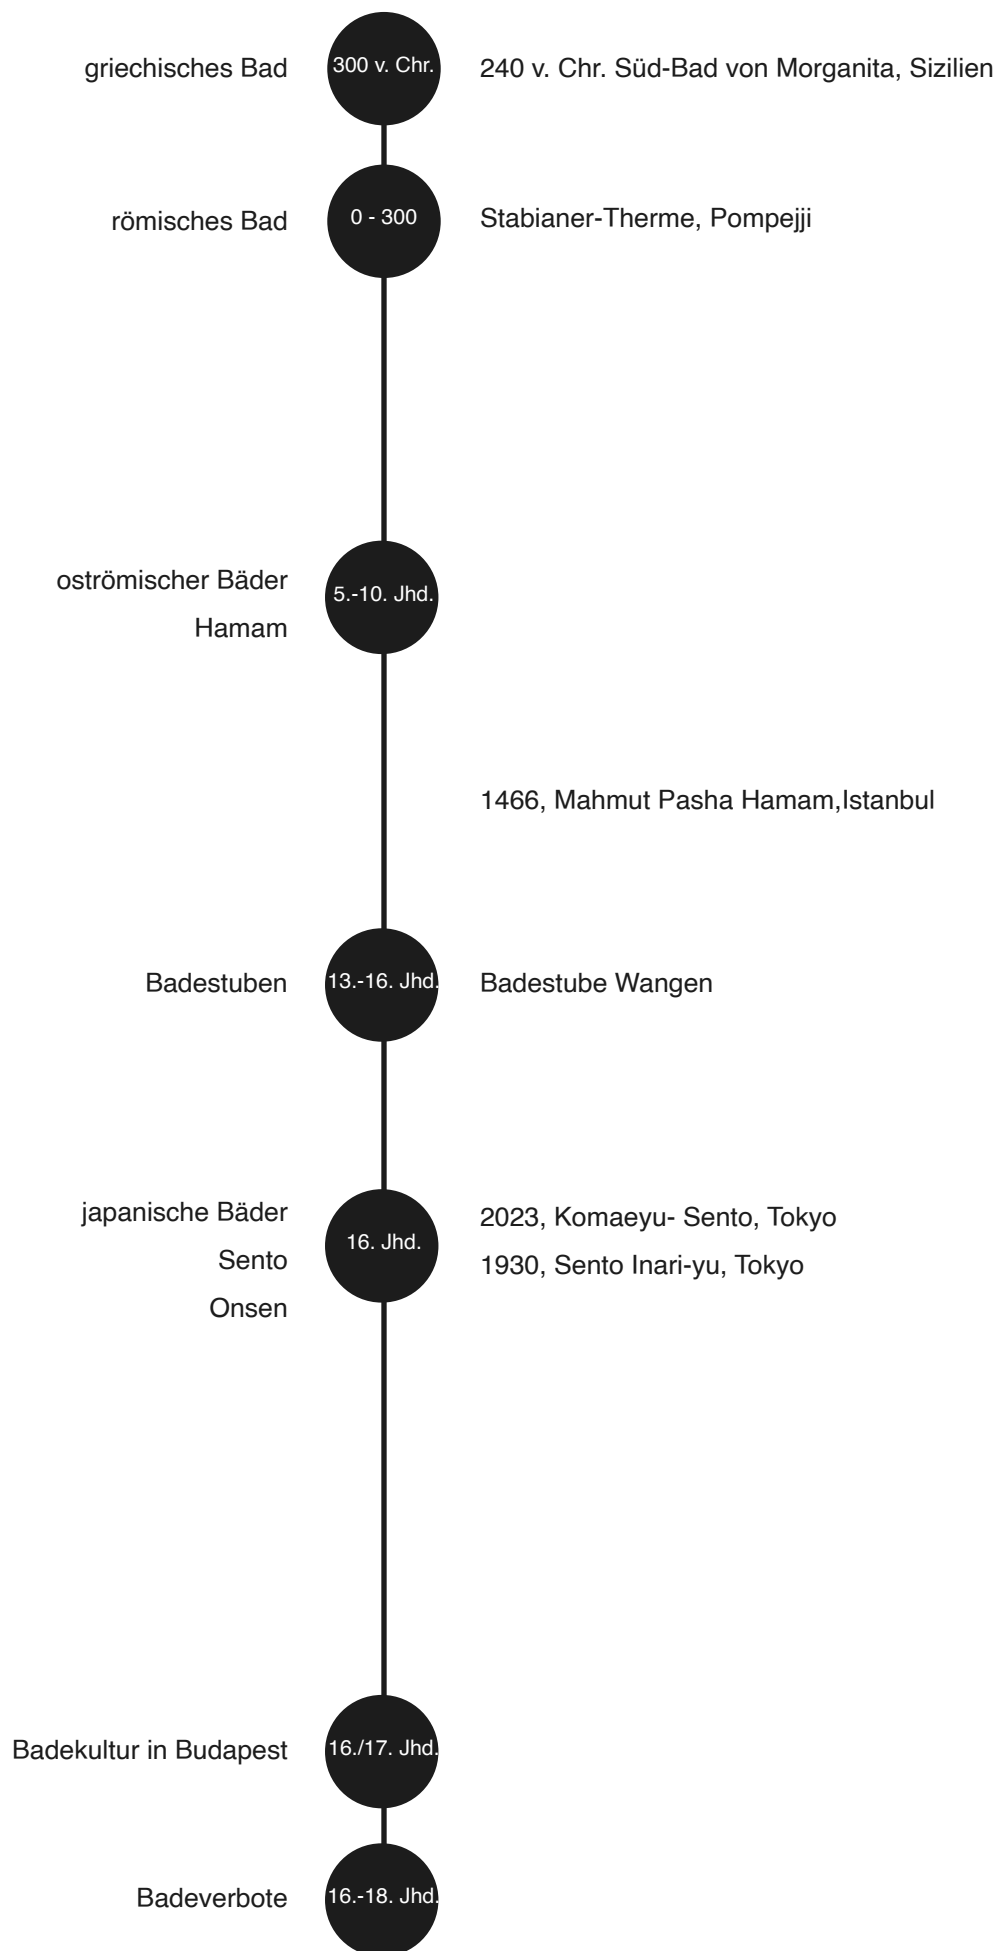 griechisches Bad
300 v. Chr.
240 v. Chr. Süd-Bad von Morganita, Sizilien
römisches Bad
0 - 300
Stabianer-Therme, Pompejji
oströmischer Bäder
Hamam
5.-10. Jhd.
1466, Mahmut Pasha Hamam,Istanbul
Badestuben
13.-16. Jhd.
Badestube Wangen
japanische Bäder
Sento
Onsen
16. Jhd.
2023, Komaeyu- Sento, Tokyo
1930, Sento Inari-yu, Tokyo
Badekultur in Budapest
16./17. Jhd.
Badeverbote
16.-18. Jhd.